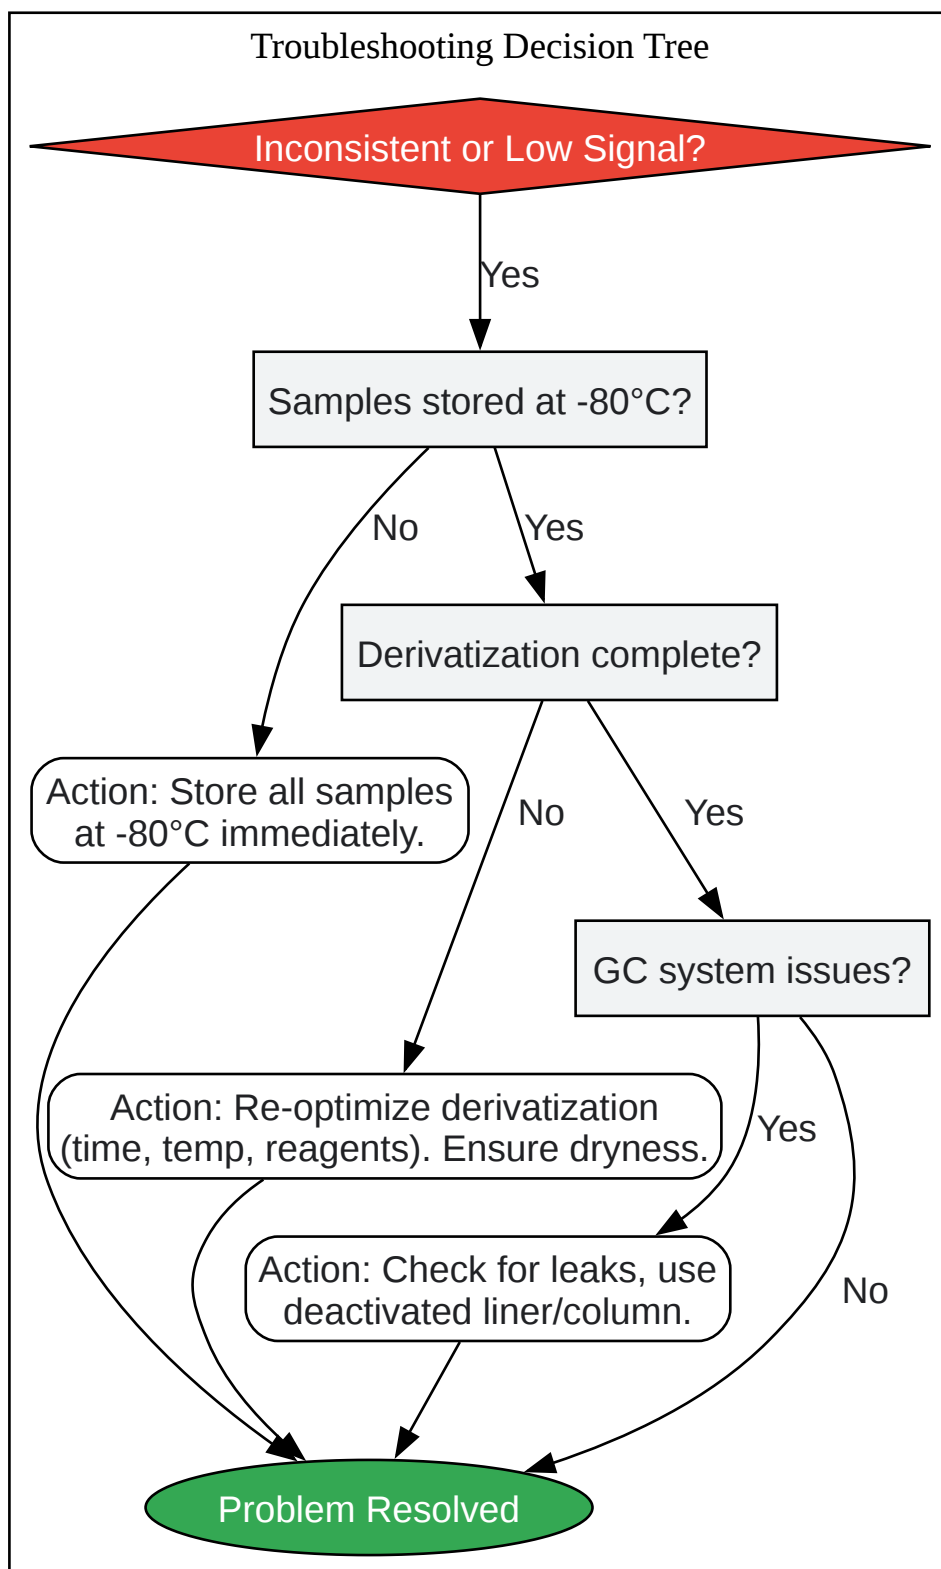 Troubleshooting Decision Tree
Inconsistent or Low Signal?
Yes
Samples stored at -80°C?
No
Yes
Derivatization complete?
Action: Store all samples
at -80°C immediately.
No
Yes
GC system issues?
Action: Re-optimize derivatization
(time, temp, reagents). Ensure dryness.
Yes
Action: Check for leaks, use
deactivated liner/column.
No
Problem Resolved